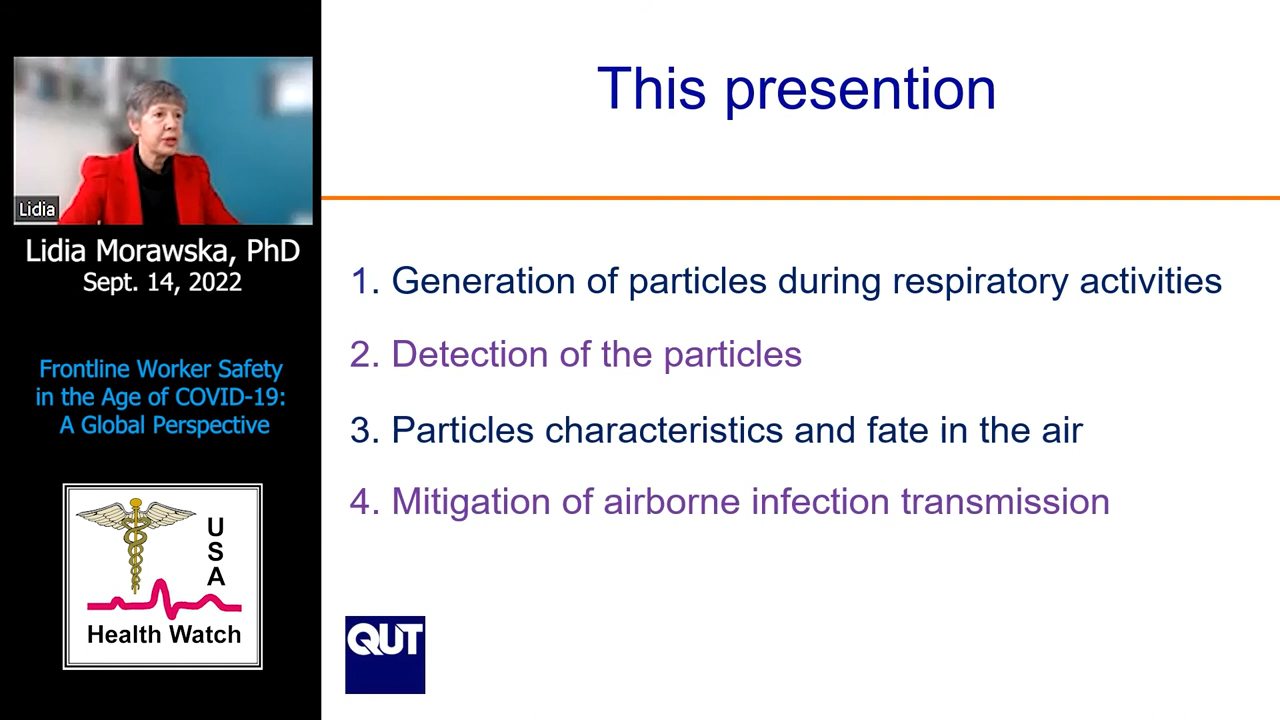 Lidia
Lidia Morawska, PhD
Sept. 14, 2022
Frontline Worker Safety
in the Age of COVID-19:
A Global Perspective
USA
Health Watch
This presention
1. Generation of particles during respiratory activities
2. Detection of the particles
3. Particles characteristics and fate in the air
4. Mitigation of airborne infection transmission
QUT